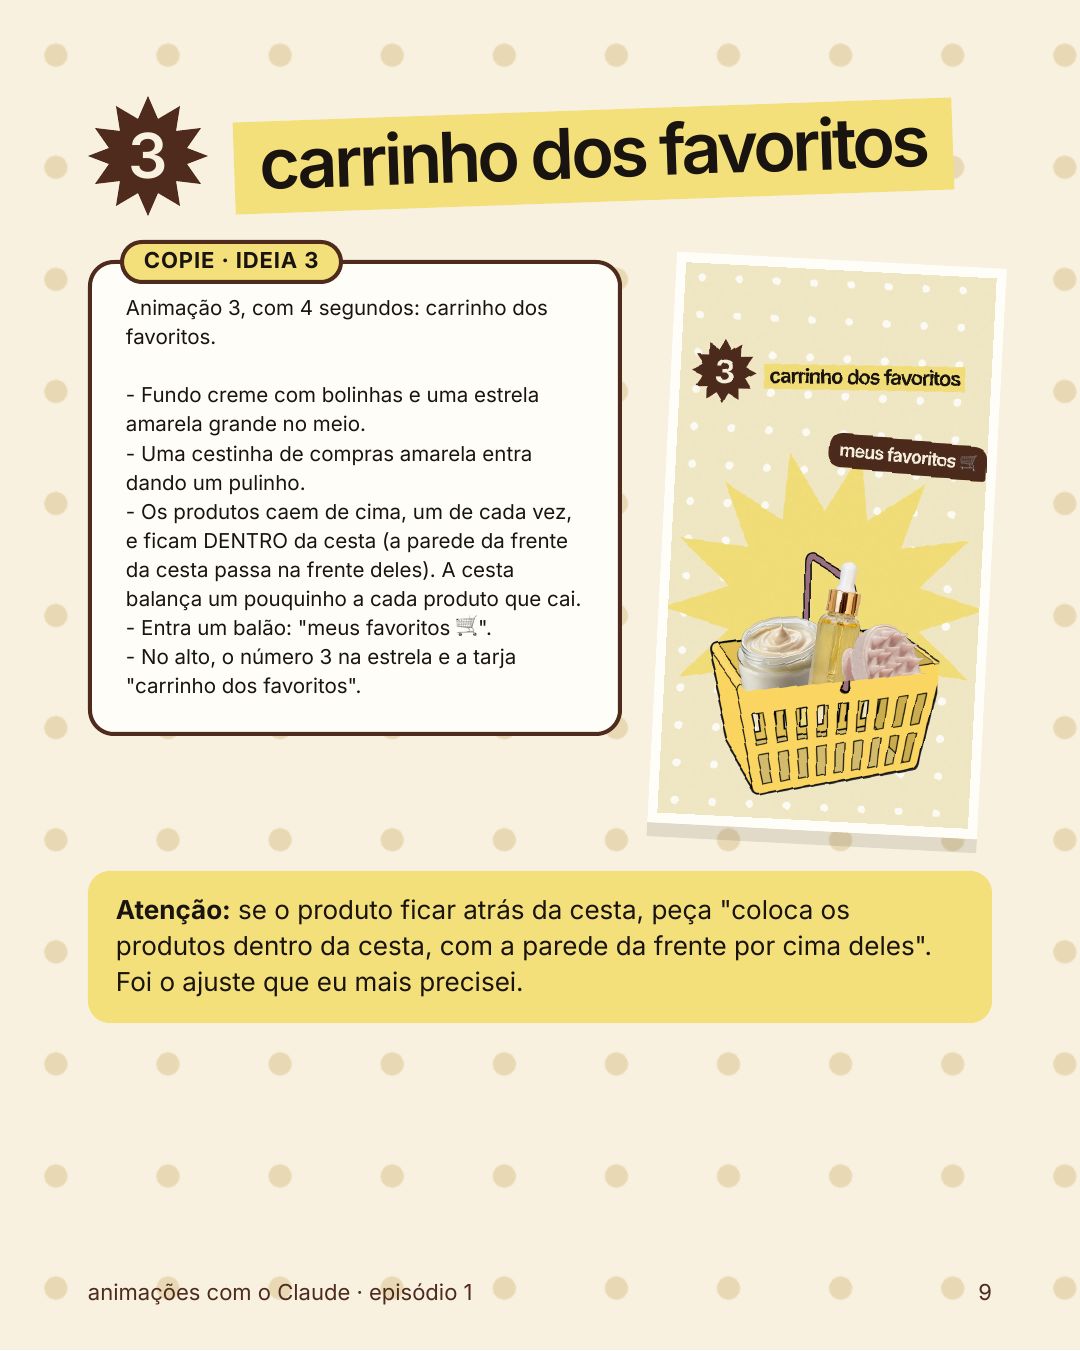 3
carrinho dos favoritos
COPIE · IDEIA 3
Animação 3, com 4 segundos: carrinho dos
favoritos.
- Fundo creme com bolinhas e uma estrela
amarela grande no meio.
- Uma cestinha de compras amarela entra
dando um pulinho.
- Os produtos caem de cima, um de cada vez,
e ficam DENTRO da cesta (a parede da frente
da cesta passa na frente deles). A cesta
balança um pouquinho a cada produto que cai.
- Entra um balão: "meus favoritos 🛒".
- No alto, o número 3 na estrela e a tarja
"carrinho dos favoritos".
3
carrinho dos favoritos
meus favoritos 🛒
Atenção: se o produto ficar atrás da cesta, peça "coloca os
produtos dentro da cesta, com a parede da frente por cima deles".
Foi o ajuste que eu mais precisei.
animações com o Claude · episódio 1
9